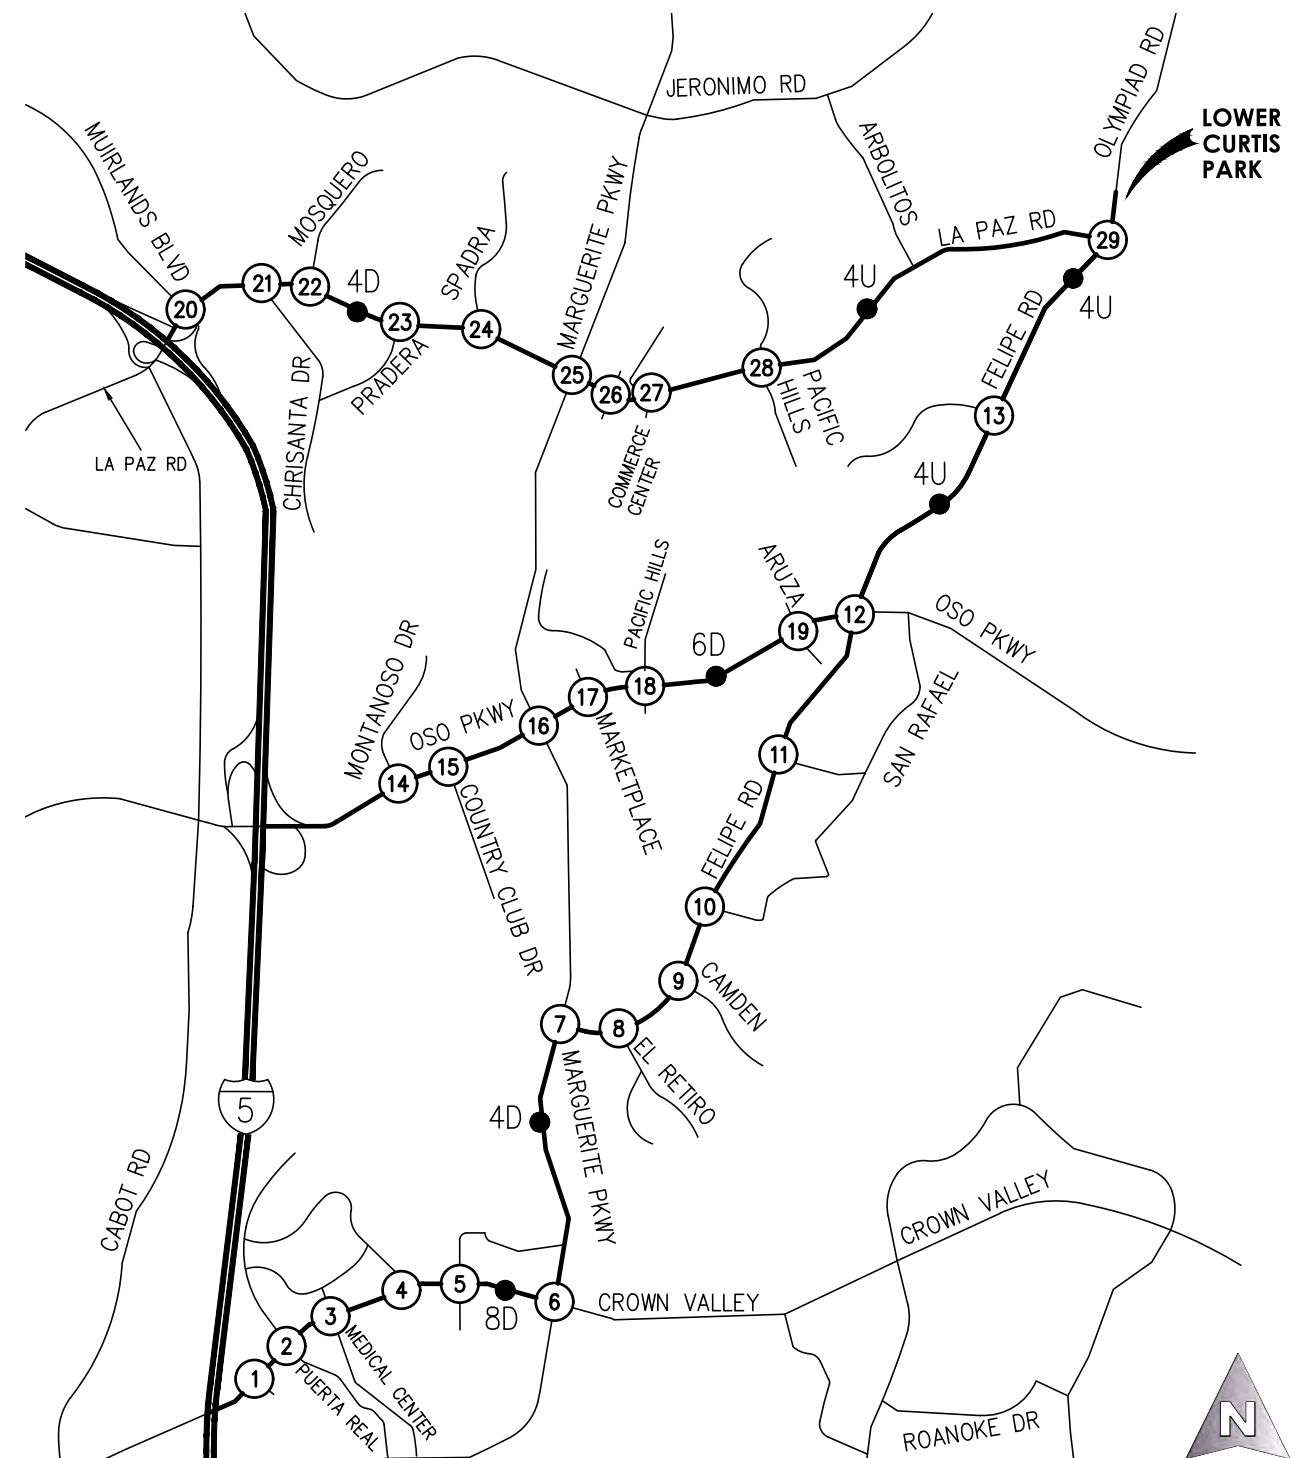 JERONIMO RD
OLYMPIAD RD
LOWER
CURTIS
PARK
MUIRLANDS BLVD
MOSQUERO
ARBOLITOS
MARGUERITE PKWY
SPADRA
LA PAZ RD
29
20
21
22
4D
23
24
4U
4U
FELIPE RD
CHRISANTA DR
PRADERA
25
26
27
28
PACIFIC
HILLS
13
LA PAZ RD
COMMERCE
CENTER
4U
PACIFIC HILLS
ARUZA
12
OSO PKWY
19
6D
MONTANOSO DR
18
17
SAN RAFAEL
OSO PKWY
16
MARKETPLACE
11
14
15
FELIPE RD
COUNTRY CLUB DR
10
9
CAMDEN
7
8
EL RETIRO
5
4D
MARGUERITE PKWY
CABOT RD
CROWN VALLEY
4
5
8D
6
CROWN VALLEY
3
MEDICAL CENTER
2
1
PUERTA REAL
ROANOKE DR
N